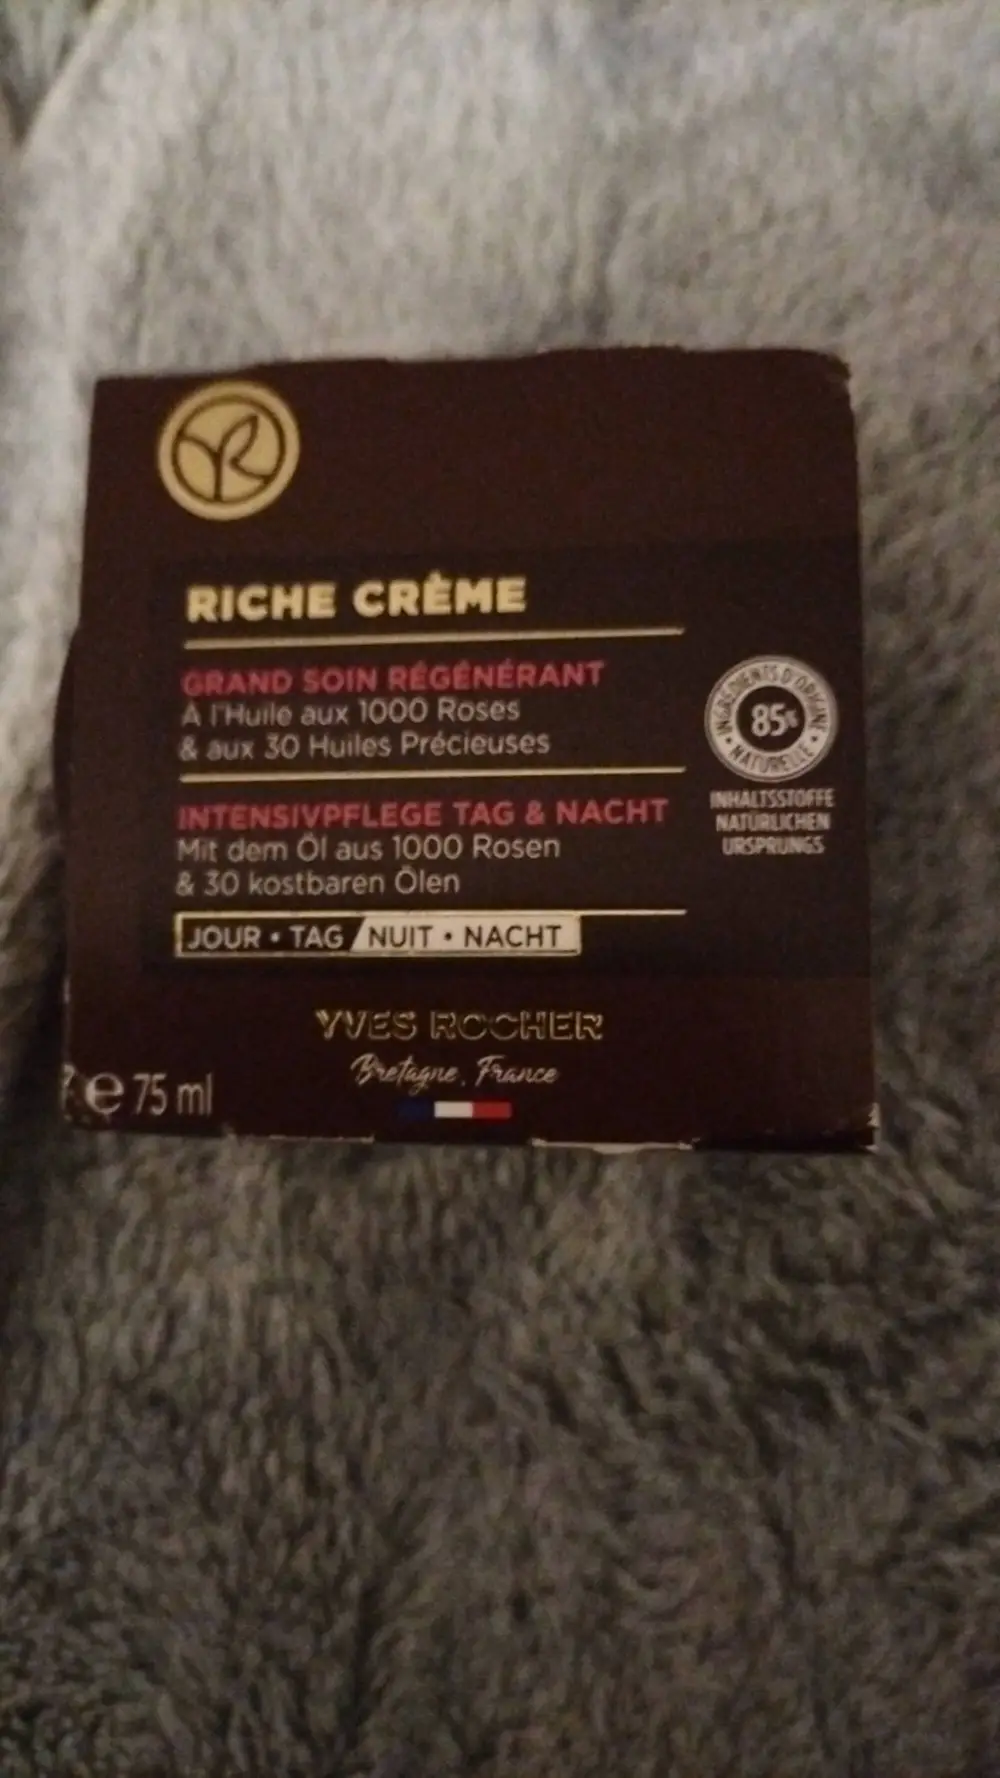 RICHE CRÈME
GRAND SOIN RÉGÉNÉRANT
À l'Huile aux 1000 Roses
& aux 30 Huiles Précieuses
INTENSIVPFLEGE TAG & NACHT
Mit dem Öl aus 1000 Rosen
& 30 kostbaren Ölen
JOUR • TAG / NUIT • NACHT
INGRÉDIENTS D'ORIGINE
85%
• NATURELLE •
INHALTSSTOFFE
NATÜRLICHEN
URSPRUNGS
YVES ROCHER
Bretagne, France
e 75 ml